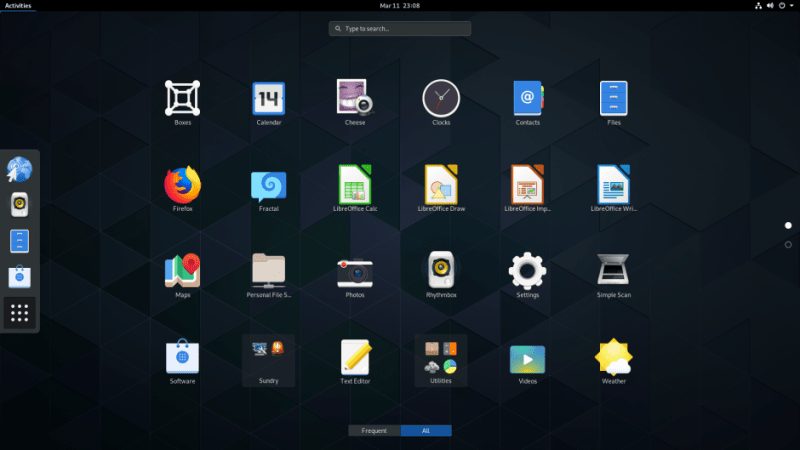 Activities
Mar 11 23:08
Type to search...
Boxes
14
Calendar
Cheese
Clocks
@
Contacts
Files
Firefox
Fractal
LibreOffice Calc
LibreOffice Draw
LibreOffice Imp...
LibreOffice Wri...
Maps
Personal File S...
Photos
Rhythmbox
Settings
Simple Scan
Software
Sundry
Text Editor
Utilities
Videos
Weather
Frequent
All